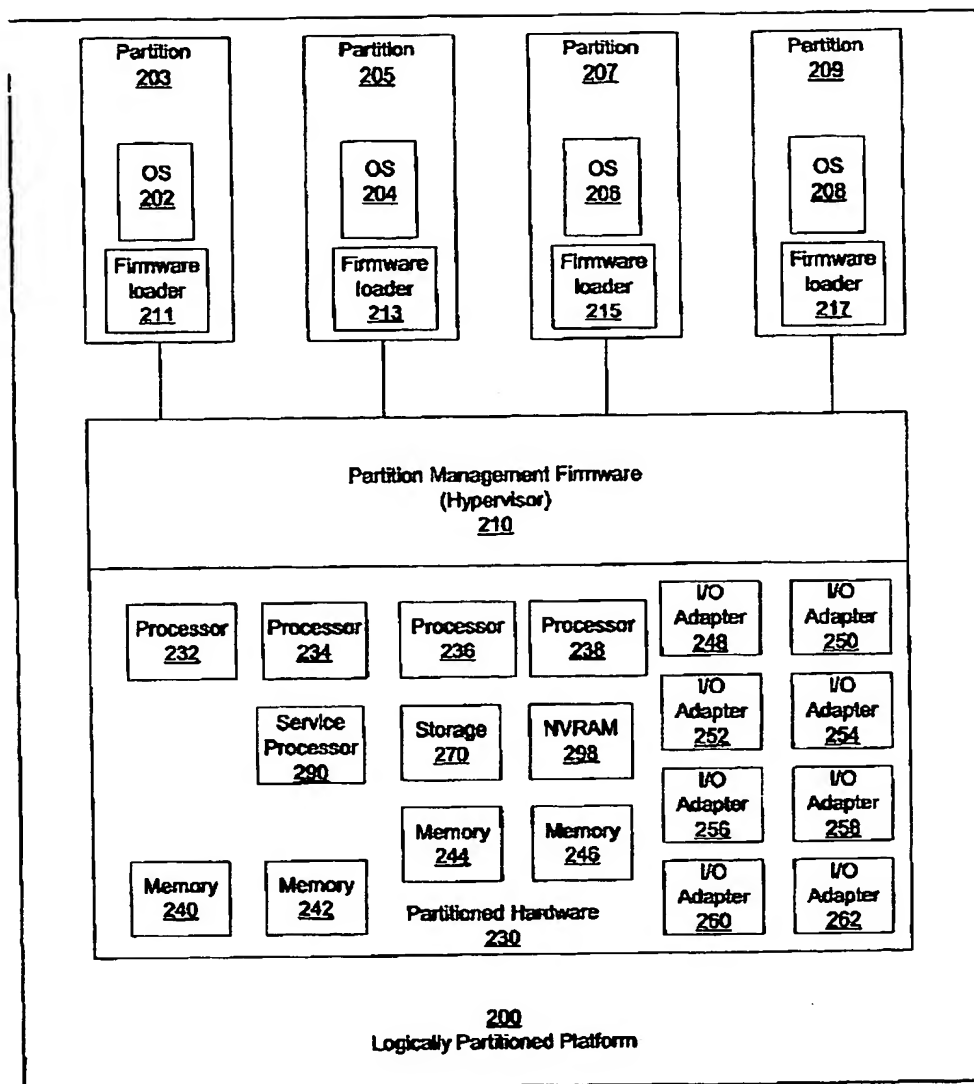 Partition
203
OS
202
Firmware
loader
211
Partition
205
OS
204
Firmware
loader
213
Partition
207
OS
206
Firmware
loader
215
Partition
209
OS
208
Firmware
loader
217
Partition Management Firmware
(Hypervisor)
210
Processor
232
Processor
234
Processor
236
Processor
238
I/O
Adapter
248
I/O
Adapter
250
Service
Processor
290
Storage
270
NVRAM
298
I/O
Adapter
252
I/O
Adapter
254
Memory
244
Memory
246
I/O
Adapter
256
I/O
Adapter
258
Memory
240
Memory
242
I/O
Adapter
260
I/O
Adapter
262
Partitioned Hardware
230
200
Logically Partitioned Platform